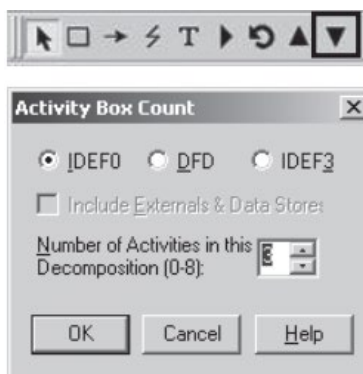 T
Activity Box Count
IDEF0 DFD IDEF3
Include Externals & Data Stores
Number of Activities in this
Decomposition (0-8):
OK Cancel Help